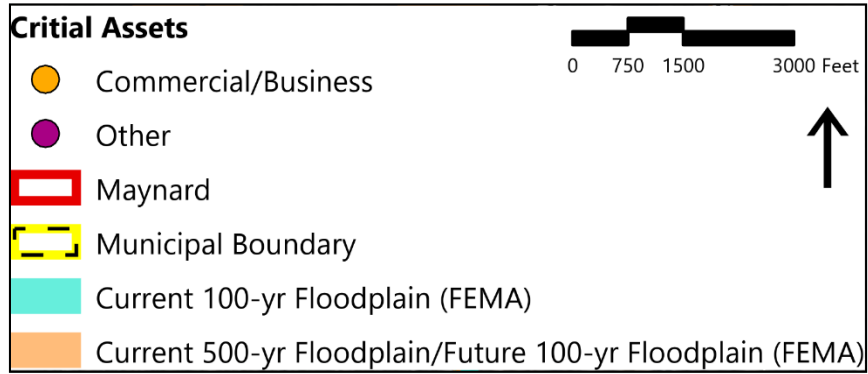 Critial Assets
Commercial/Business
Other
Maynard
Municipal Boundary
Current 100-yr Floodplain (FEMA)
Current 500-yr Floodplain/Future 100-yr Floodplain (FEMA)
0 750 1500 3000 Feet